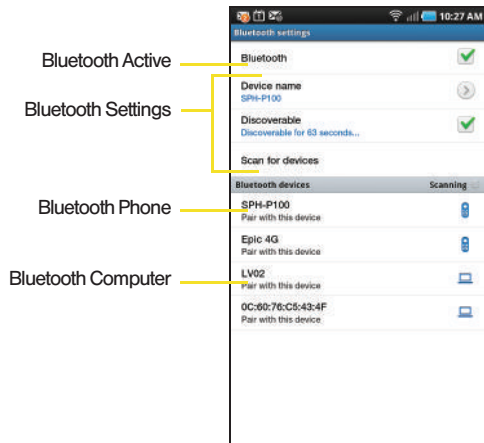 10:27 AM
Bluetooth settings
Bluetooth Active
Bluetooth
Bluetooth Settings
Device name
SPH-P100
Discoverable
Discoverable for 63 seconds...
Scan for devices
Bluetooth devices Scanning
Bluetooth Phone
SPH-P100
Pair with this device
Epic 4G
Pair with this device
Bluetooth Computer
LV02
Pair with this device
0C:60:76:C5:43:4F
Pair with this device